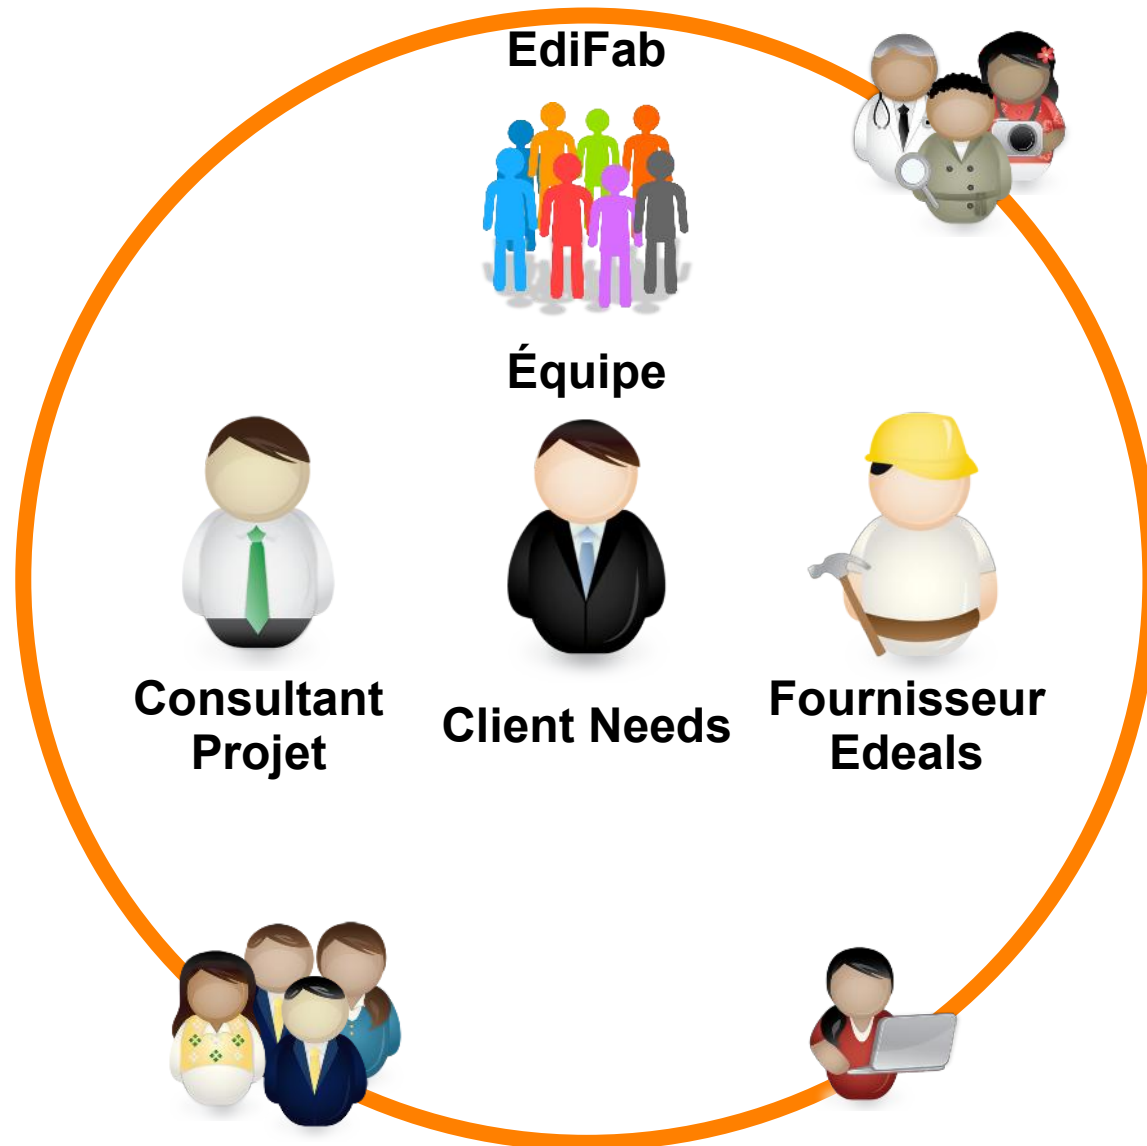 EdiFab
Équipe
Consultant
Projet
Client Needs
Fournisseur
Edeals